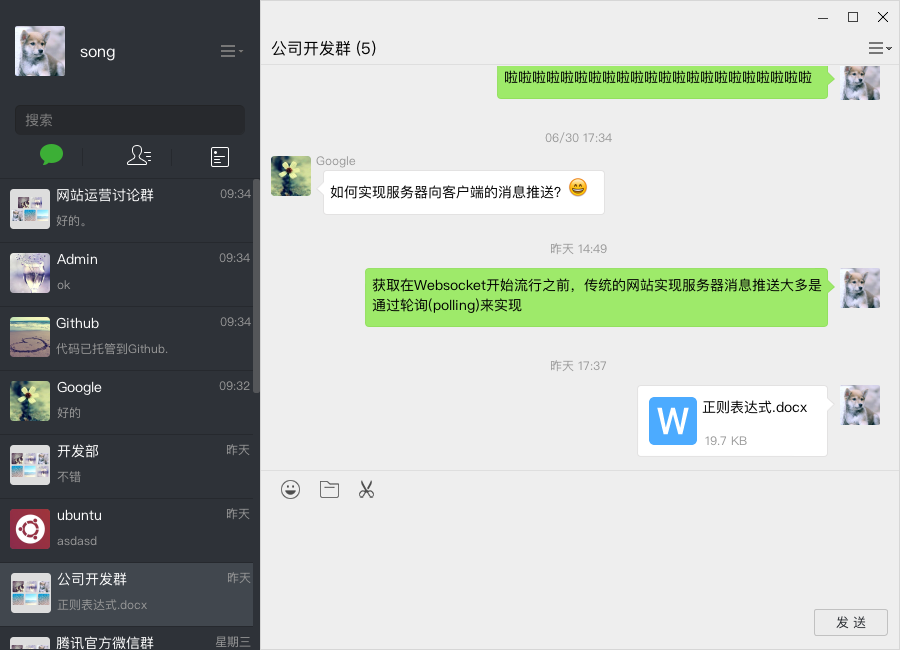 song
搜索
网站运营讨论群 09:34
好的。
Admin 09:34
ok
Github 09:34
代码已托管到Github.
Google 09:32
好的
开发部 昨天
不错
ubuntu 昨天
asdasd
公司开发群 昨天
正则表达式.docx
腾讯官方微信群 星期三
公司开发群 (5)
啦啦啦啦啦啦啦啦啦啦啦啦啦啦啦啦啦啦啦啦啦啦
06/30 17:34
Google
如何实现服务器向客户端的消息推送? 😄
昨天 14:49
获取在Websocket开始流行之前，传统的网站实现服务器消息推送大多是
通过轮询(polling)来实现
昨天 17:37
W
正则表达式.docx
19.7 KB
发 送